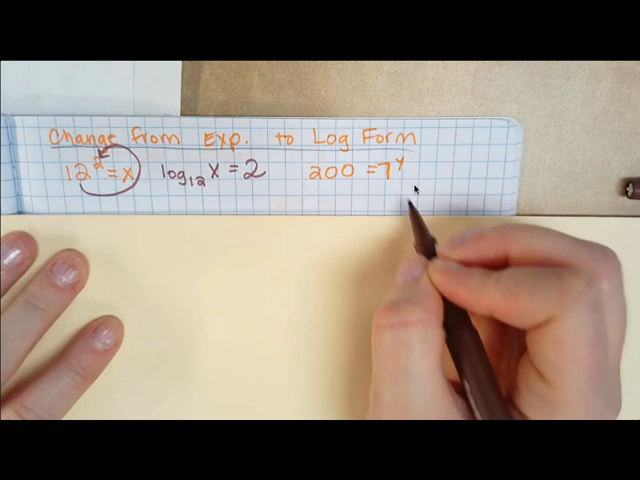 Change from Exp. to Log Form
12² = x log₁₂ x = 2 200 = 7ʸ